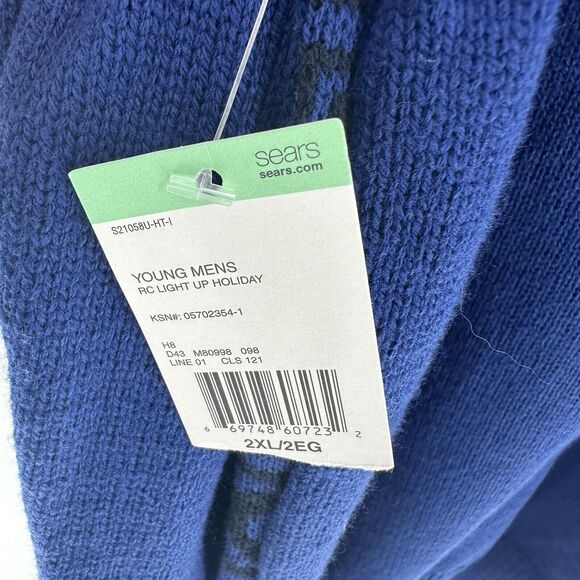 sears
sears.com
S21058U-HT-I
YOUNG MENS
RC LIGHT UP HOLIDAY
KSN#: 05702354-1
H8
D43 M80998 098
LINE 01 CLS 121
6 69748 60723 2
2XL/2EG